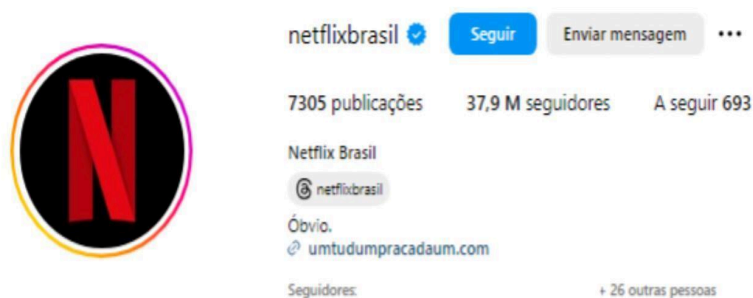 netflixbrasil Seguir Enviar mensagem
7305 publicações 37,9 M seguidores A seguir 693
Netflix Brasil
netflixbrasil
Óbvio.
umtudumpracadaum.com
Seguidores: + 26 outras pessoas
N